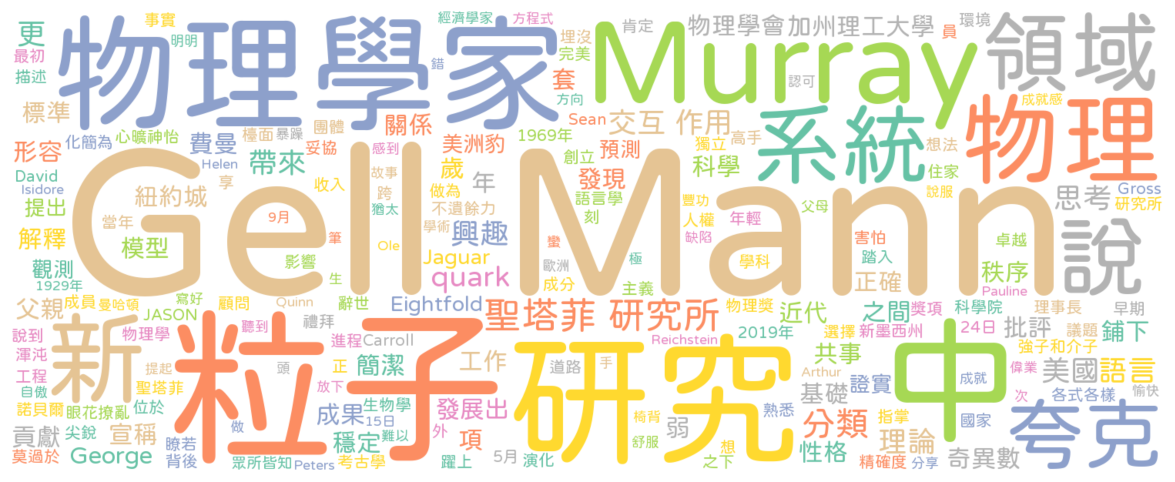 事實
經濟學家
方程式
埋沒
肯定
物理學會
加州理工大學
員
環境
更
明明
最初
描述
物理學家
錯
完美
套
方向
Murray
認可
領域
成就感
標準
化簡為
心曠神怡
費曼
檯面
暴躁
團體
妥協
關係
美洲豹
1969年
Sean
交互
作用
獨立
高手
系統
想法
物理
形容
David
Isidore
Helen
帶來
享
收入
感到
故事
跨
猶太
歲
做為
年
創立
語言學
刻
預測
發現
科學
說服
住家
Gross
研究所
提出
紐約城
當年
9月
筆
不遺餘力
學術
豐功
人權
年輕
父母
思考
解釋
模型
Gell
Mann
影響
Ole
興趣
Jaguar
蠻
歐洲
極
缺陷
學科
害怕
踏入
卓越
說
觀測
1929年
生
quark
成分
主義
正確
秩序
Pauline
父親
成員
曼哈頓
寫好
顧問
Quinn
辭世
Eightfold
聖塔菲
研究所
物理獎
近代
之間
獎項
科學院
理事長
早期
JASON
禮拜
2019年
選擇
新墨西州
24日
批評
議題
鋪下
說到
渾沌
物理學
聽到
進程
Carroll
Reichstein
強子和介子
工程
自傲
聖塔菲
提起
新
粒子
頭
正
放下
簡潔
工作
道路
手
研究
Arthur
共事
中
偉業
美國
語言
諾貝爾
眼花撩亂
位於
做
成果
生物學
15日
發展出
椅背
基礎
證實
成就
次
各式各樣
愉快
貢獻
尖銳
宣稱
瞭若
穩定
難以
外
項
弱
熟悉
分類
指掌
國家
夸克
莫過於
George
背後
眾所皆知
Peters
考古學
躍上
5月
演化
舒服
想
之下
性格
理論
精確度
分享
奇異數